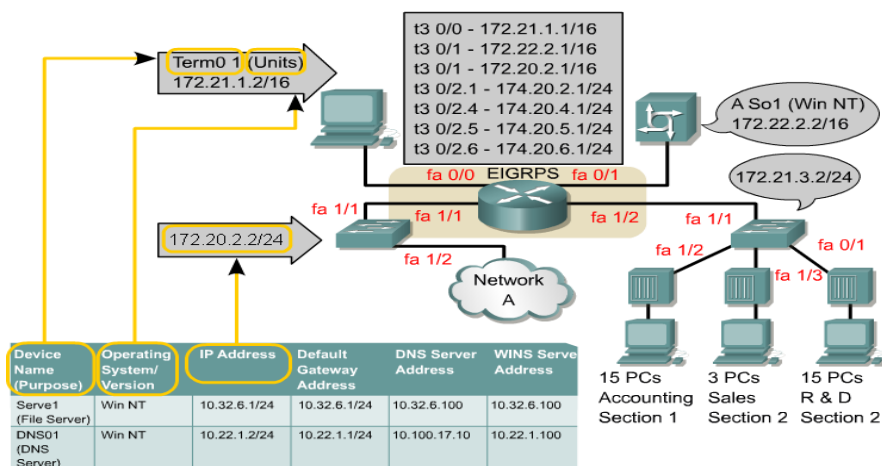 t3 0/0 - 172.21.1.1/16
t3 0/1 - 172.22.2.1/16
t3 0/1 - 172.20.2.1/16
t3 0/2.1 - 174.20.2.1/24
t3 0/2.4 - 174.20.4.1/24
t3 0/2.5 - 174.20.5.1/24
t3 0/2.6 - 174.20.6.1/24
Term0 1 (Units)
172.21.1.2/16
A So1 (Win NT)
172.22.2.2/16
fa 0/0
EIGRPS
fa 0/1
172.21.3.2/24
fa 1/1
fa 1/1
fa 1/2
fa 1/1
172.20.2.2/24
fa 1/2
fa 1/2
fa 1/3
fa 0/1
Network
A
15 PCs
Accounting
Section 1
3 PCs
Sales
Section 2
15 PCs
R & D
Section 2
Device
Name
(Purpose)
Operating
System/
Version
IP Address
Default
Gateway
Address
DNS Server
Address
WINS Serve
Address
Serve1
(File Server)
Win NT
10.32.6.1/24
10.32.6.1/24
10.32.6.100
10.32.6.100
DNS01
(DNS
Server)
Win NT
10.22.1.2/24
10.22.1.1/24
10.100.17.10
10.22.1.100